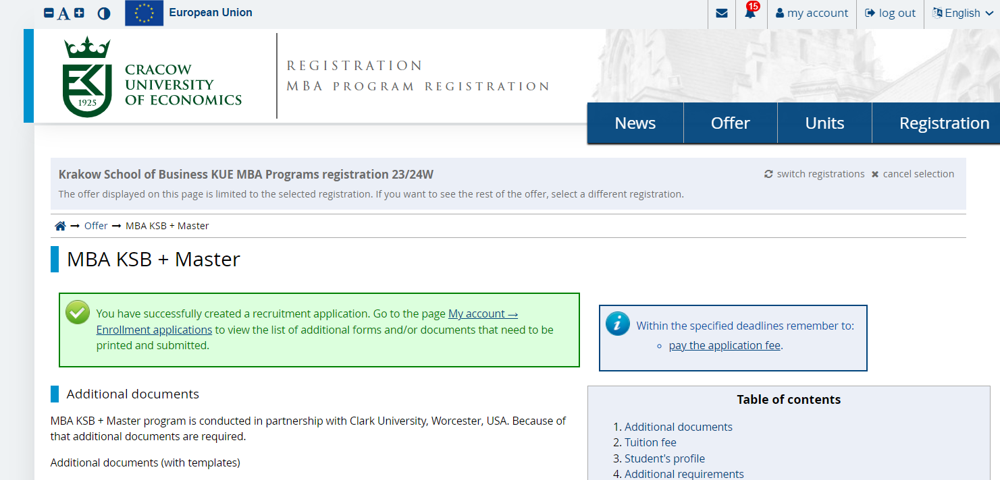 A
European Union
15
my account
log out
English
CRACOW
UNIVERSITY
OF ECONOMICS
1925
REGISTRATION
MBA PROGRAM REGISTRATION
News
Offer
Units
Registration
Krakow School of Business KUE MBA Programs registration 23/24W
switch registrations
cancel selection
The offer displayed on this page is limited to the selected registration. If you want to see the rest of the offer, select a different registration.
→ Offer → MBA KSB + Master
MBA KSB + Master
You have successfully created a recruitment application. Go to the page My account →
Enrollment applications to view the list of additional forms and/or documents that need to be
printed and submitted.
Within the specified deadlines remember to:
pay the application fee.
Additional documents
MBA KSB + Master program is conducted in partnership with Clark University, Worcester, USA. Because of
that additional documents are required.
Additional documents (with templates)
Table of contents
1. Additional documents
2. Tuition fee
3. Student's profile
4. Additional requirements